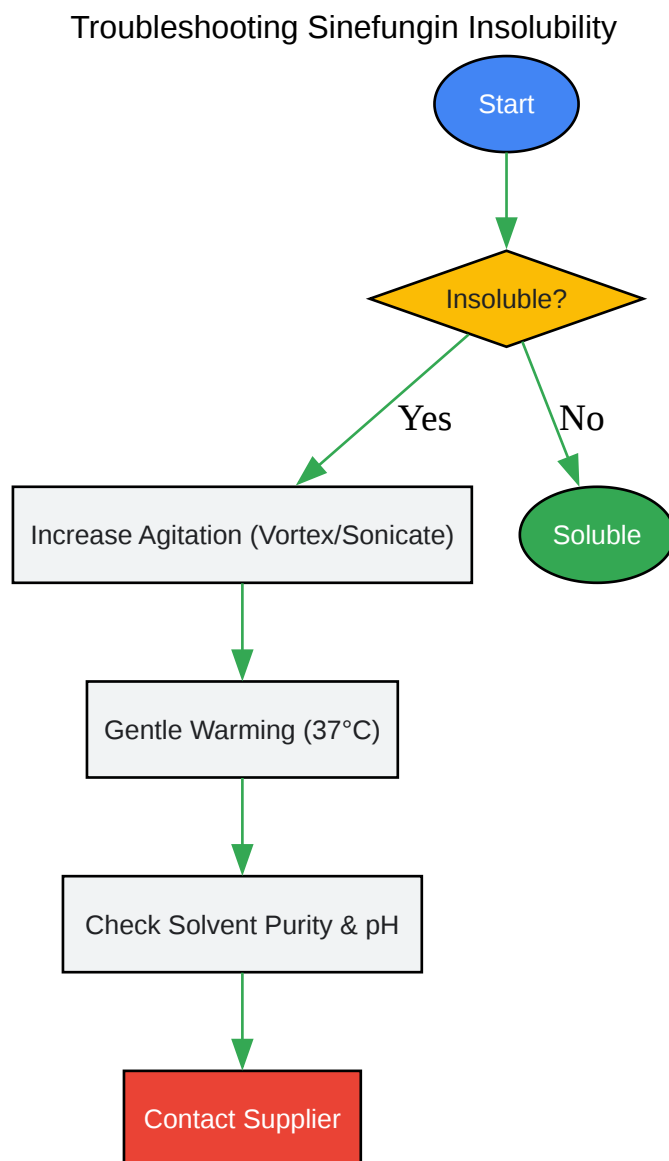 Troubleshooting Sinefungin Insolubility
Start
Insoluble?
Yes
No
Increase Agitation (Vortex/Sonicate)
Soluble
Gentle Warming (37°C)
Check Solvent Purity & pH
Contact Supplier